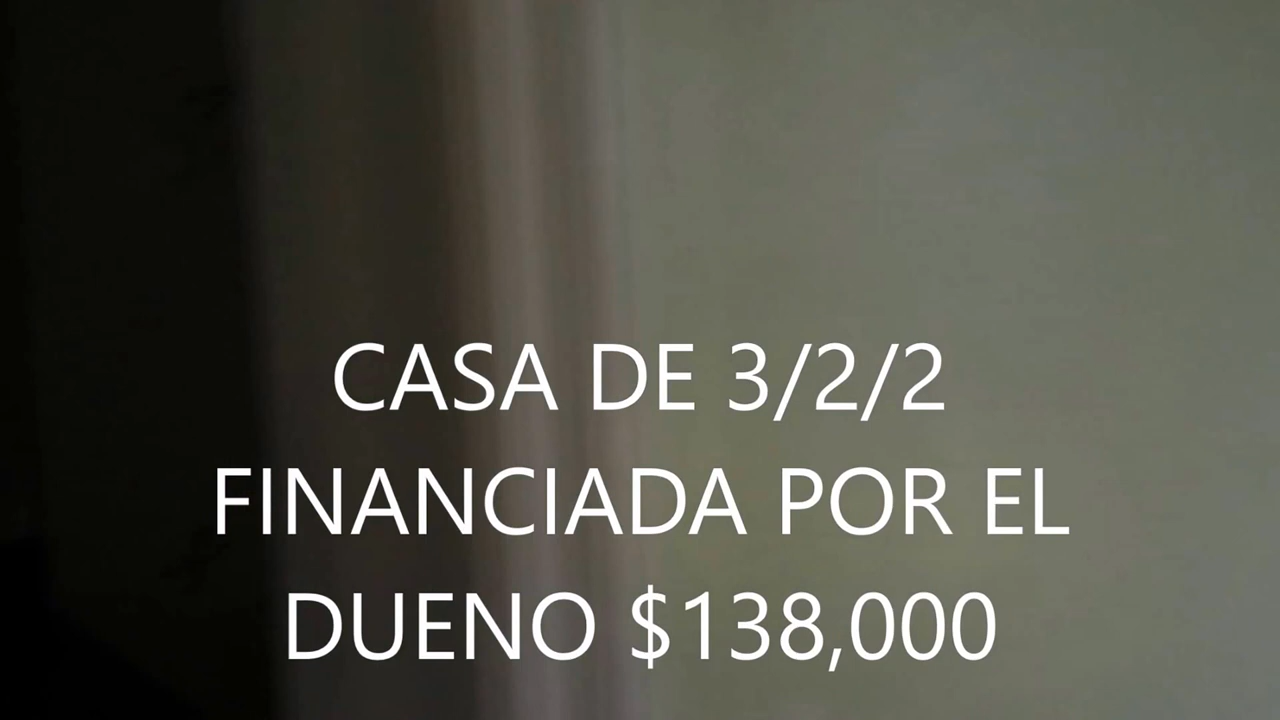 CASA DE 3/2/2
FINANCIADA POR EL
DUENO $138,000